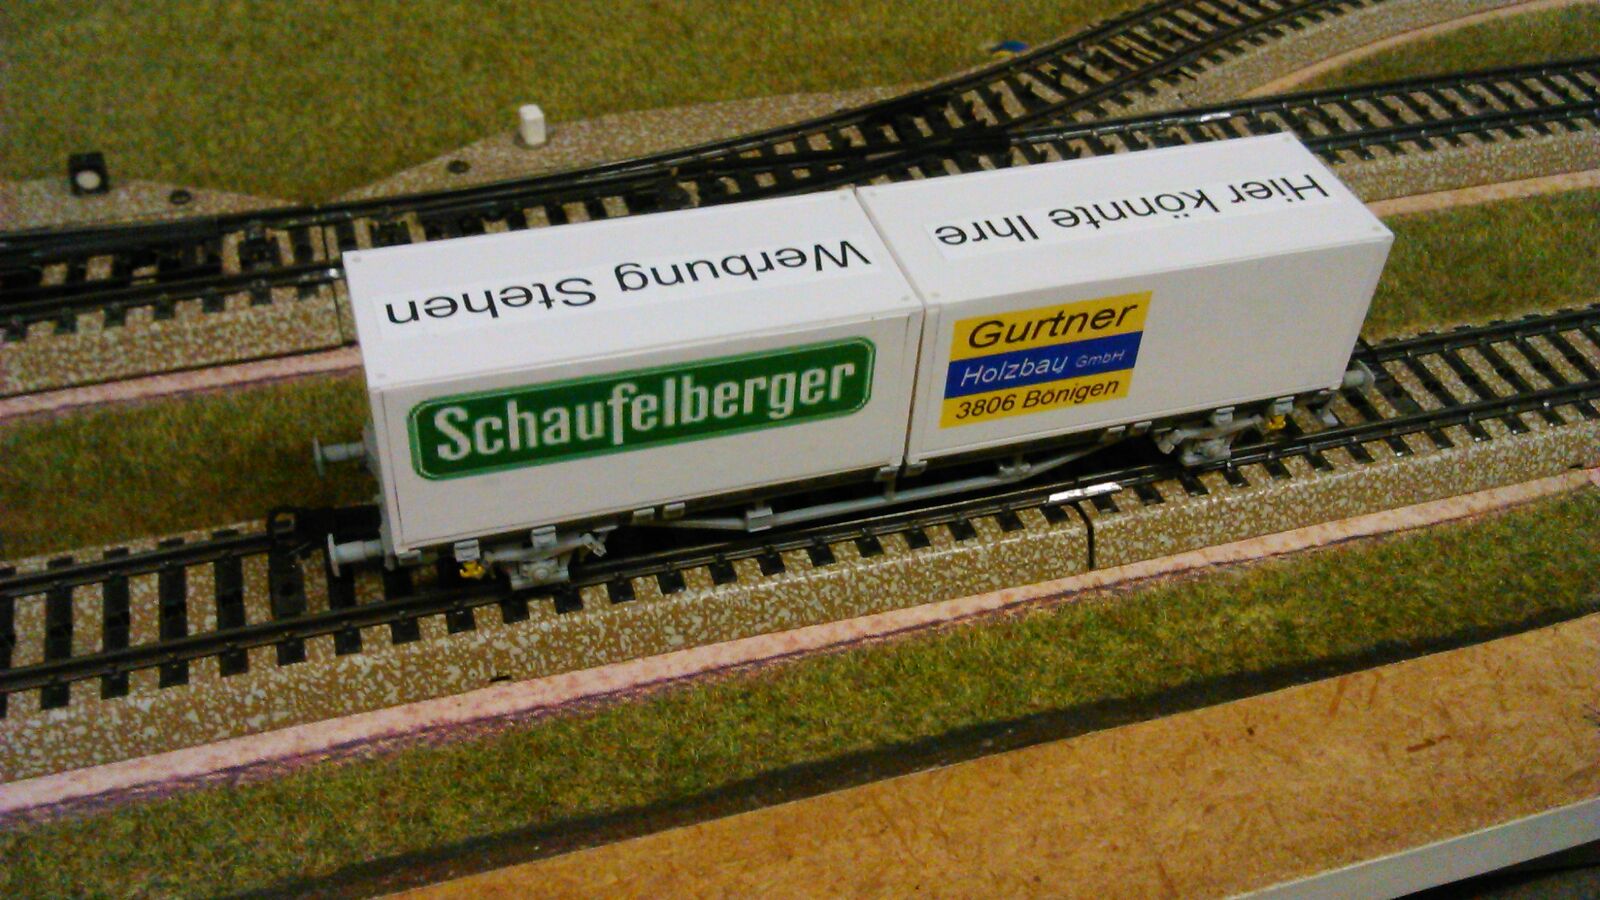 Hier könnte Ihre
Werbung Stehen
Schaufelberger
Gurtner
Holzbau GmbH
3806 Bönigen